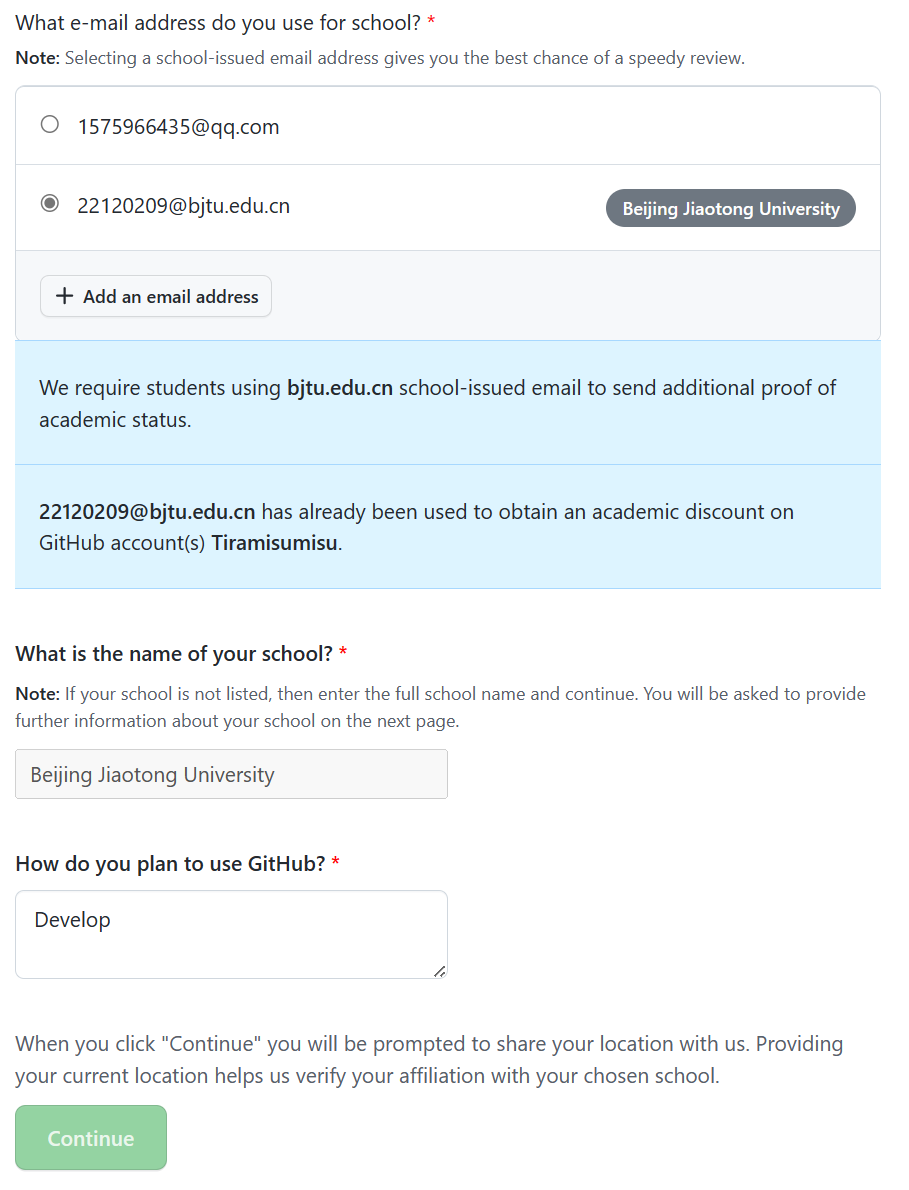 What e-mail address do you use for school? *
Note: Selecting a school-issued email address gives you the best chance of a speedy review.
1575966435@qq.com
22120209@bjtu.edu.cn
Beijing Jiaotong University
+ Add an email address
We require students using bjtu.edu.cn school-issued email to send additional proof of
academic status.
22120209@bjtu.edu.cn has already been used to obtain an academic discount on
GitHub account(s) Tiramisumisu.
What is the name of your school? *
Note: If your school is not listed, then enter the full school name and continue. You will be asked to provide
further information about your school on the next page.
Beijing Jiaotong University
How do you plan to use GitHub? *
Develop
When you click "Continue" you will be prompted to share your location with us. Providing
your current location helps us verify your affiliation with your chosen school.
Continue